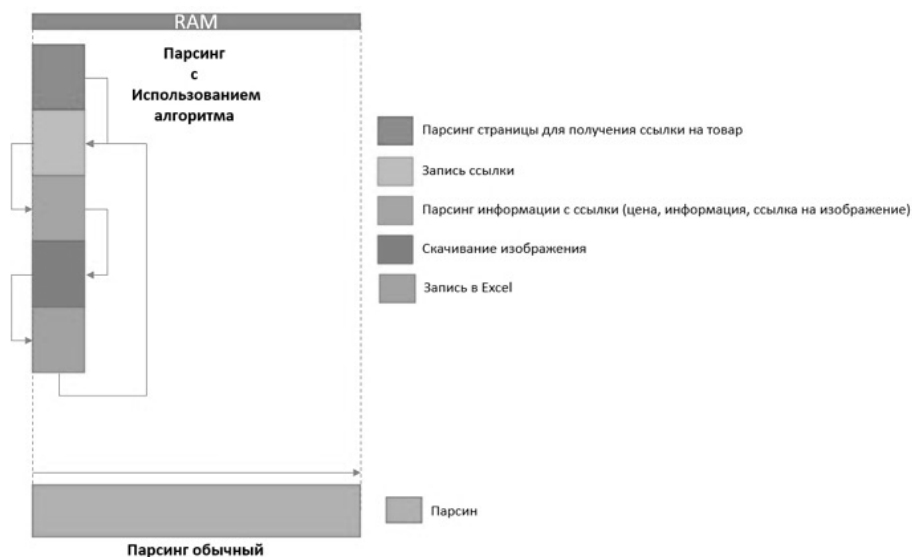 RAM
Парсинг
с
Использованием
алгоритма
Парсинг страницы для получения ссылки на товар
Запись ссылки
Парсинг информации с ссылки (цена, информация, ссылка на изображение)
Скачивание изображения
Запись в Excel
Парсин
Парсинг обычный